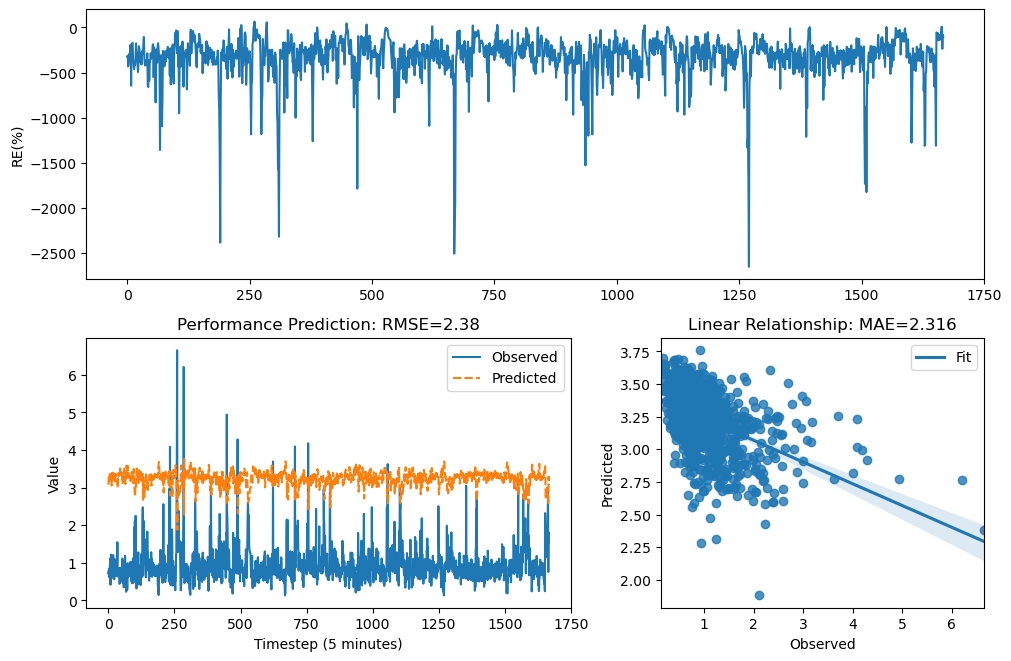 0
−500
−1000
−1500
−2000
−2500
RE(%)
0 250 500 750 1000 1250 1500 1750
Performance Prediction: RMSE=2.38
Observed
Predicted
6
5
4
3
2
1
0
Value
0 250 500 750 1000 1250 1500 1750
Timestep (5 minutes)
Linear Relationship: MAE=2.316
Fit
3.75
3.50
3.25
3.00
2.75
2.50
2.25
2.00
Predicted
1 2 3 4 5 6
Observed